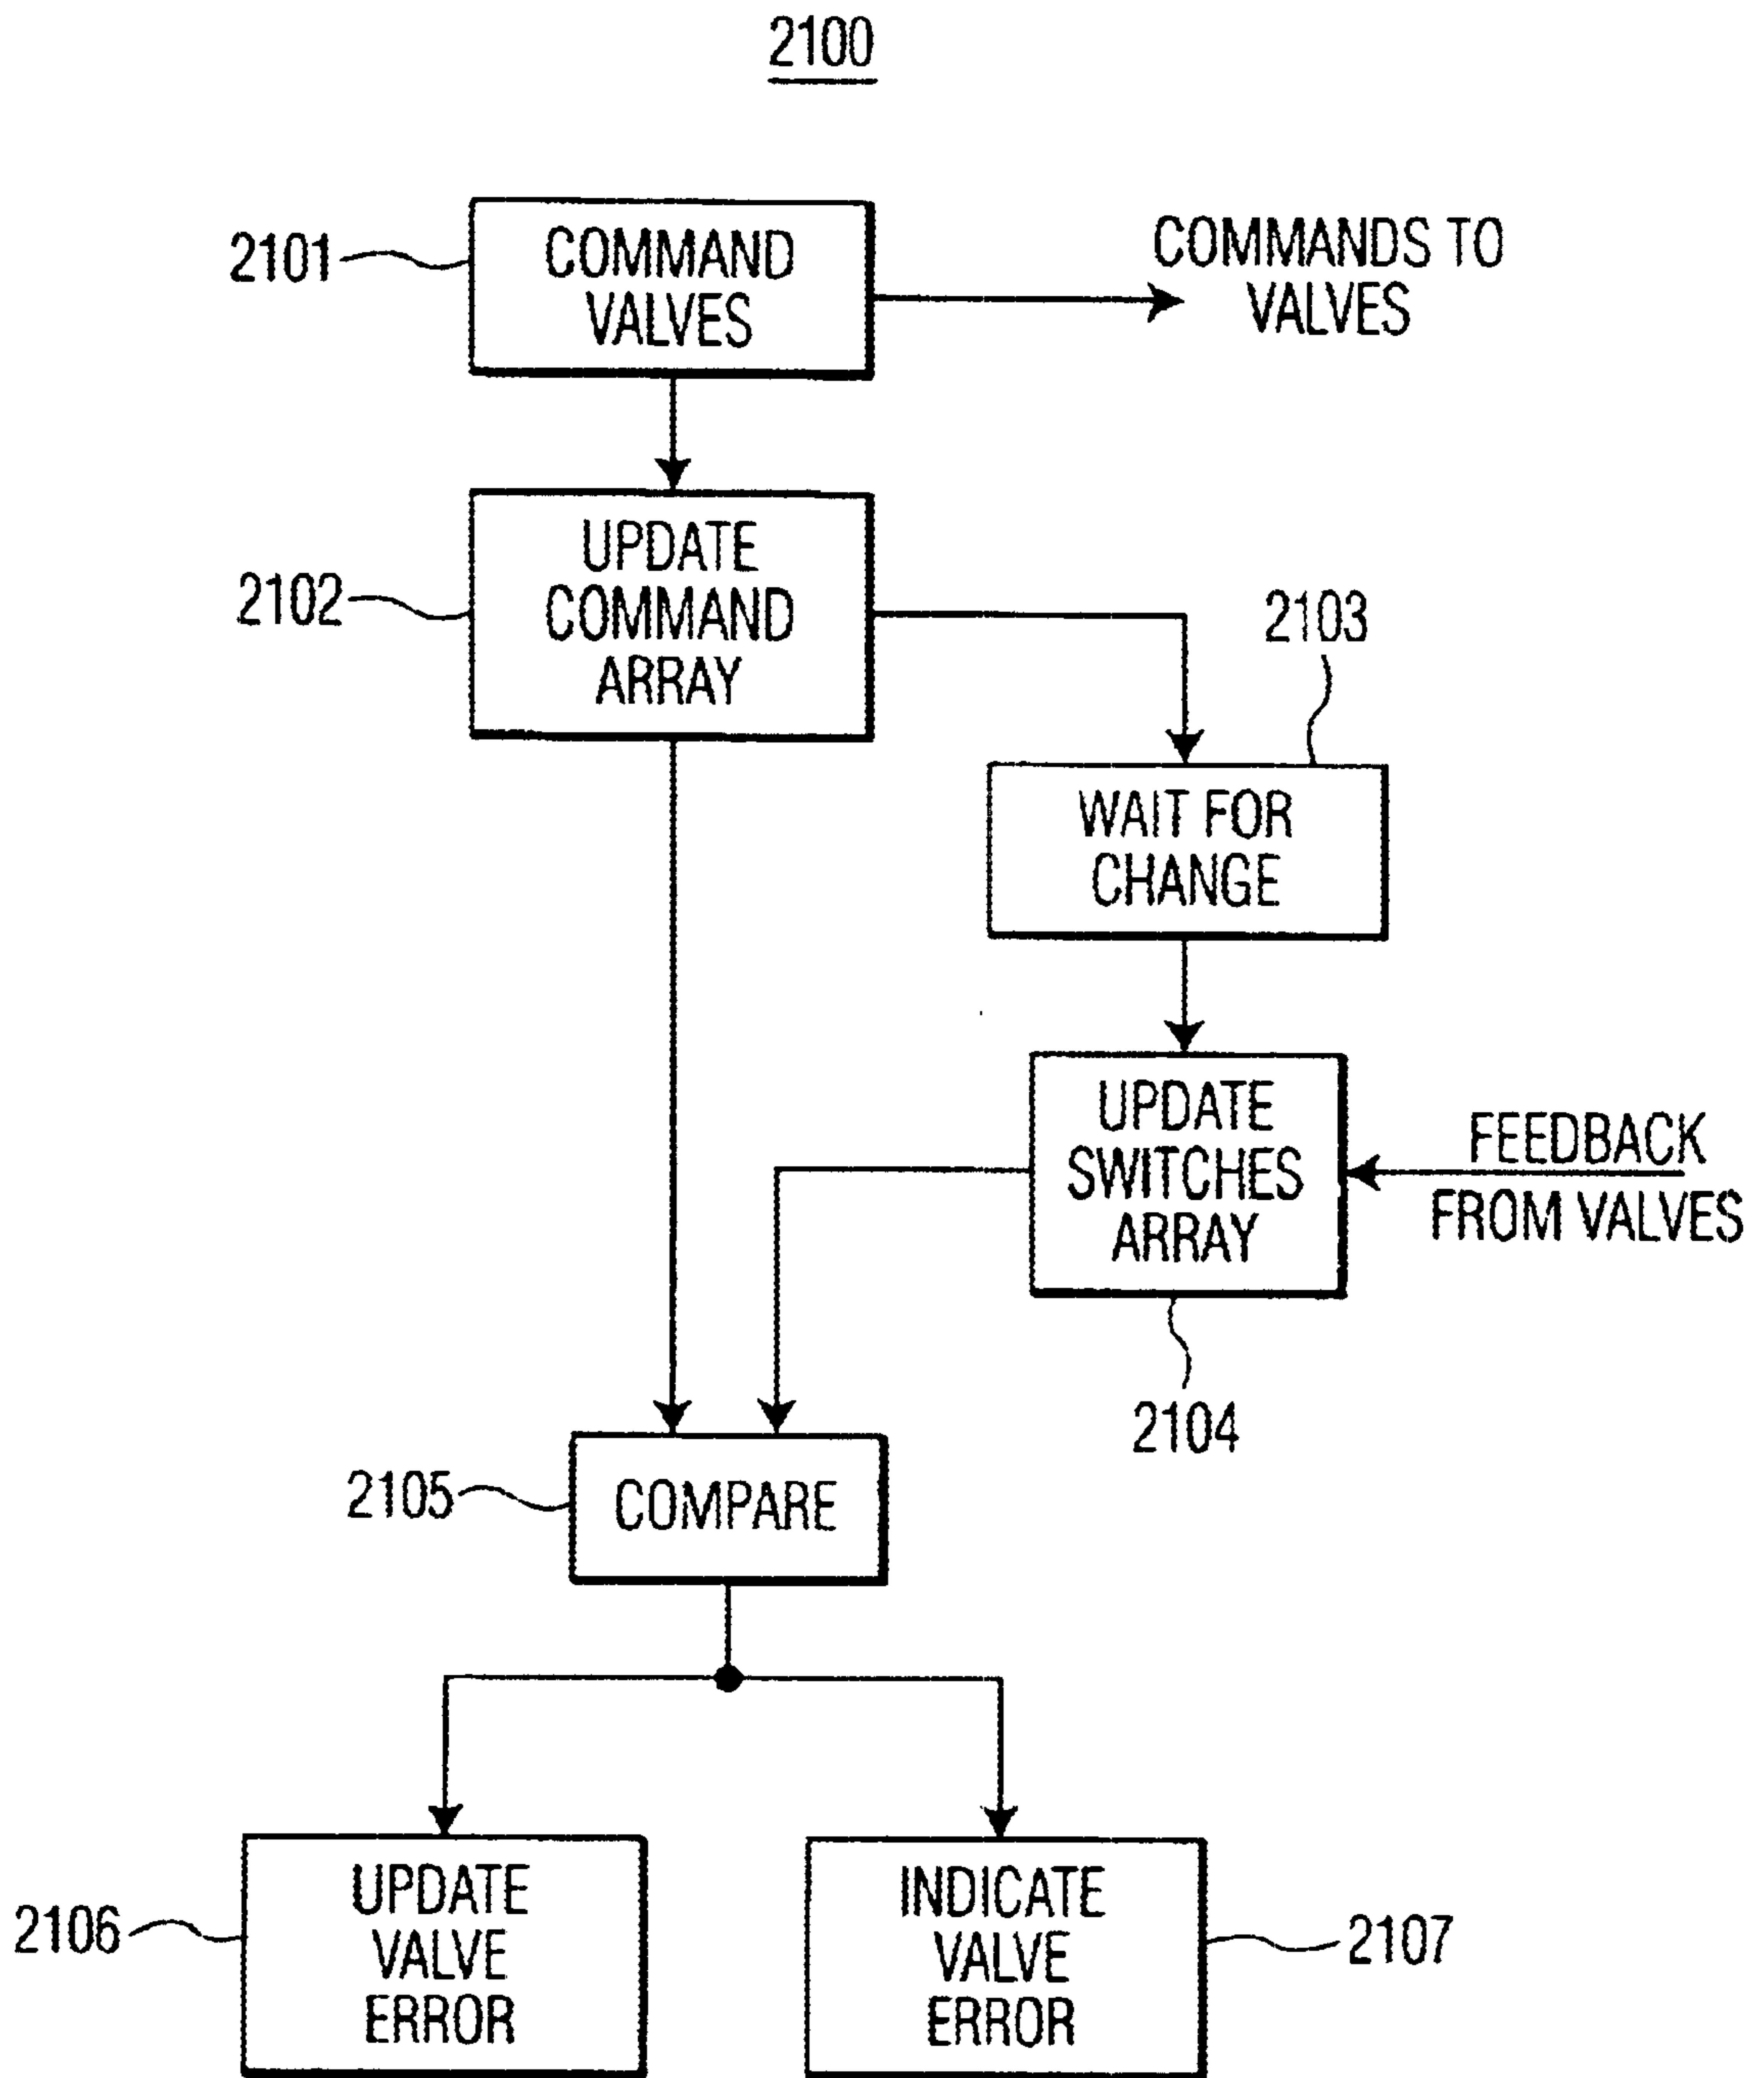 2100
2101
COMMAND
VALVES
COMMANDS TO
VALVES
2102
UPDATE
COMMAND
ARRAY
2103
WAIT FOR
CHANGE
UPDATE
SWITCHES
ARRAY
FEEDBACK
FROM VALVES
2104
2105
COMPARE
2106
UPDATE
VALVE
ERROR
INDICATE
VALVE
ERROR
2107